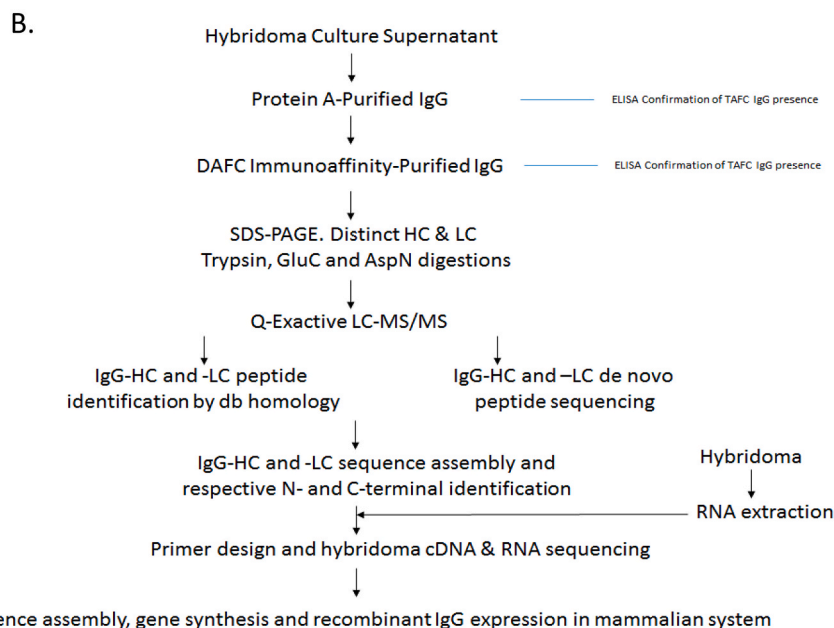 B.
Hybridoma Culture Supernatant
Protein A-Purified IgG
ELISA Confirmation of TAFC IgG presence
DAFC Immunoaffinity-Purified IgG
ELISA Confirmation of TAFC IgG presence
SDS-PAGE. Distinct HC & LC
Trypsin, GluC and AspN digestions
Q-Exactive LC-MS/MS
IgG-HC and -LC peptide
identification by db homology
IgG-HC and –LC de novo
peptide sequencing
IgG-HC and -LC sequence assembly and
respective N- and C-terminal identification
Hybridoma
RNA extraction
Primer design and hybridoma cDNA & RNA sequencing
assembly, gene synthesis and recombinant IgG expression in mammalian system